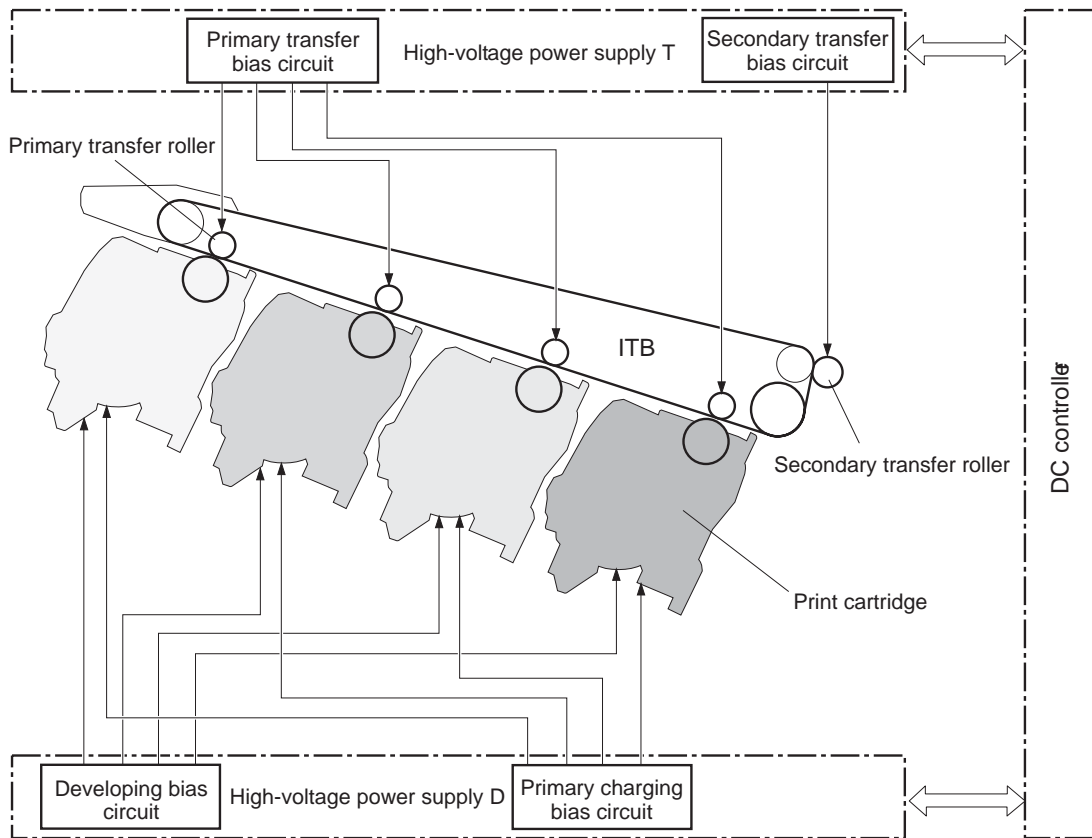 Primary transfer
bias circuit
High-voltage power supply T
Secondary transfer
bias circuit
Primary transfer roller
ITB
DC controller
Secondary transfer roller
Print cartridge
Developing bias
circuit
High-voltage power supply D
Primary charging
bias circuit